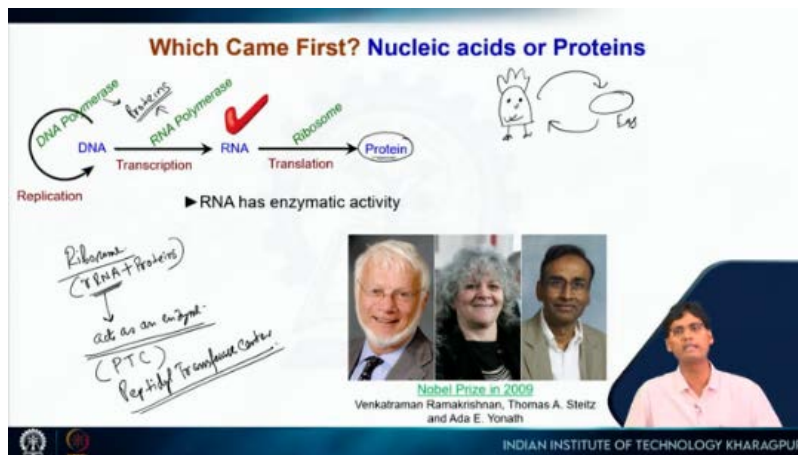 Which Came First? Nucleic acids or Proteins
DNA Polymerase
Proteins
RNA Polymerase
Ribosome
DNA
RNA
Protein
Transcription
Translation
Replication
►RNA has enzymatic activity
Egg
Ribosome
(rRNA + Proteins)
acts as an enzyme
(PTC)
Peptidyl Transferase Center
Nobel Prize in 2009
Venkatraman Ramakrishnan, Thomas A. Steitz
and Ada E. Yonath
INDIAN INSTITUTE OF TECHNOLOGY KHARAGPUR